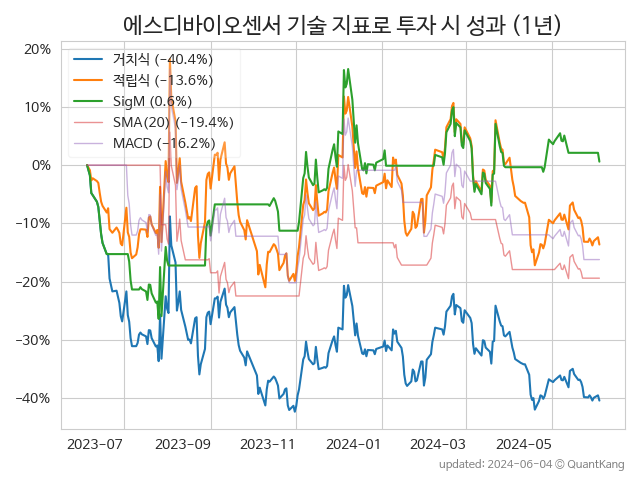 에스디바이오센서 기술 지표로 투자 시 성과 (1년)
거치식 (−40.4%)
적립식 (−13.6%)
SigM (0.6%)
SMA(20) (−19.4%)
MACD (−16.2%)
20%
10%
0%
−10%
−20%
−30%
−40%
2023−07
2023−09
2023−11
2024−01
2024−03
2024−05
updated: 2024−06−04 © QuantKang